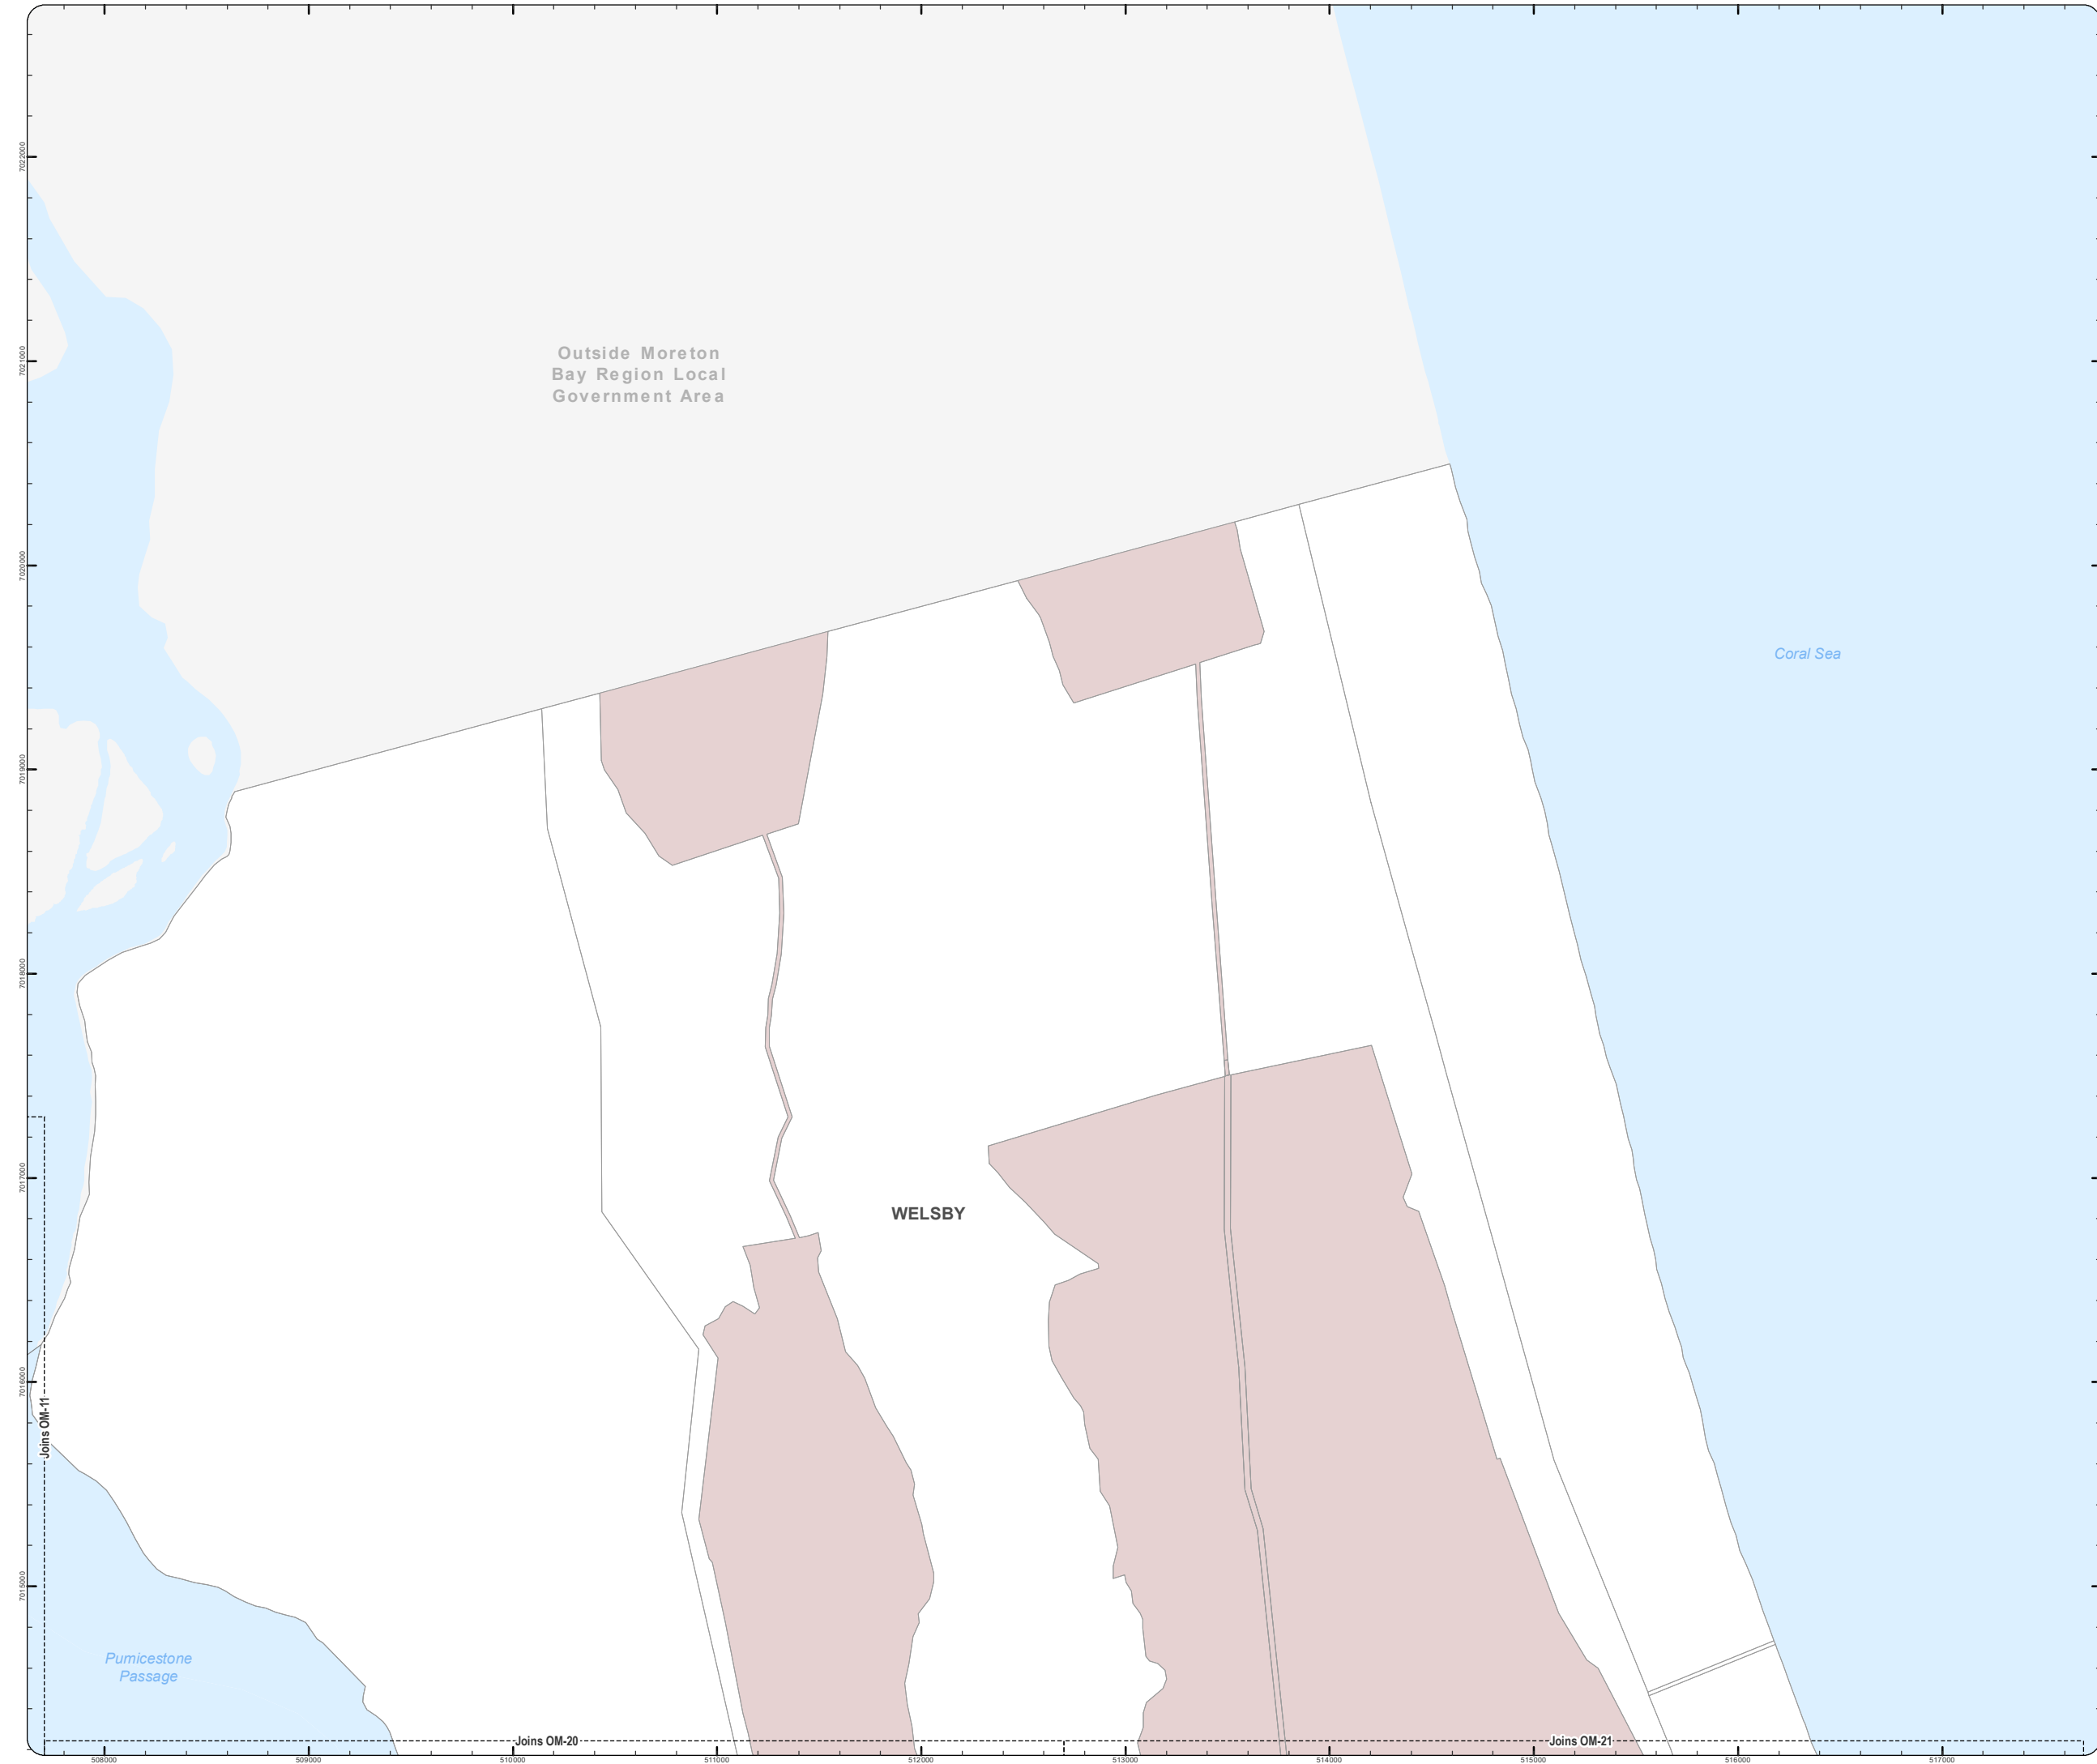 7022000
Outside Moreton
Bay Region Local
Government Area
7021000
7020000
Coral Sea
7019000
7018000
7017000
WELSBY
7016000
Joins OM-11
7015000
Pumicestone
Passage
Joins OM-20
Joins OM-21
508000
509000
510000
511000
512000
513000
514000
515000
516000
517000